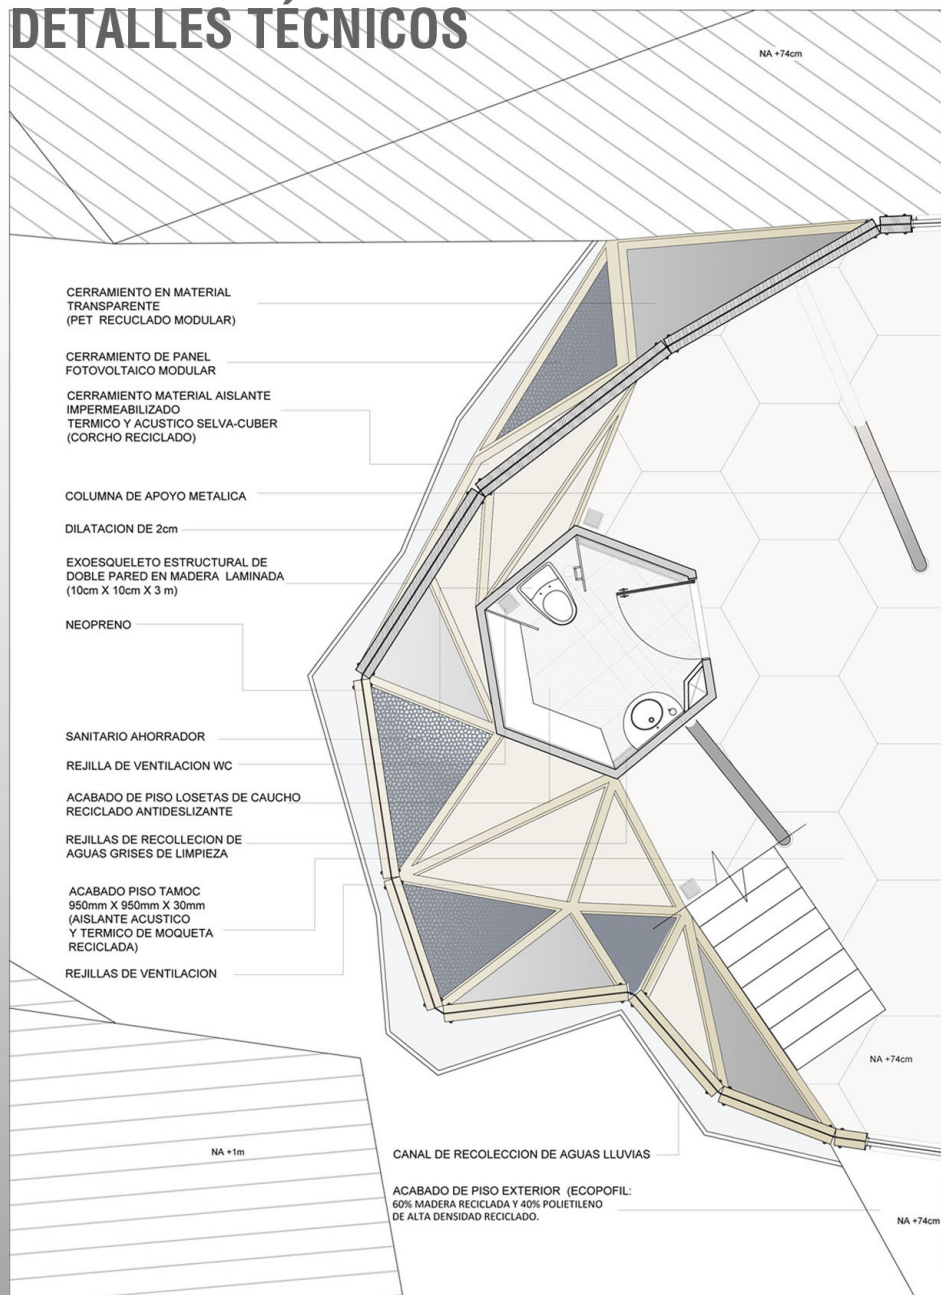 DETALLES TÉCNICOS
NA +74cm
CERRAMIENTO EN MATERIAL
TRANSPARENTE
(PET RECUCLADO MODULAR)
CERRAMIENTO DE PANEL
FOTOVOLTAICO MODULAR
CERRAMIENTO MATERIAL AISLANTE
IMPERMEABILIZADO
TERMICO Y ACUSTICO SELVA-CUBER
(CORCHO RECICLADO)
COLUMNA DE APOYO METALICA
DILATACION DE 2cm
EXOESQUELETO ESTRUCTURAL DE
DOBLE PARED EN MADERA LAMINADA
(10cm X 10cm X 3 m)
NEOPRENO
SANITARIO AHORRADOR
REJILLA DE VENTILACION WC
ACABADO DE PISO LOSETAS DE CAUCHO
RECICLADO ANTIDESLIZANTE
REJILLAS DE RECOLLECION DE
AGUAS GRISES DE LIMPIEZA
ACABADO PISO TAMOC
950mm X 950mm X 30mm
(AISLANTE ACUSTICO
Y TERMICO DE MOQUETA
RECICLADA)
REJILLAS DE VENTILACION
NA +74cm
NA +1m
CANAL DE RECOLECCION DE AGUAS LLUVIAS
ACABADO DE PISO EXTERIOR (ECOPOFIL:
60% MADERA RECICLADA Y 40% POLIETILENO
DE ALTA DENSIDAD RECICLADO.
NA +74cm